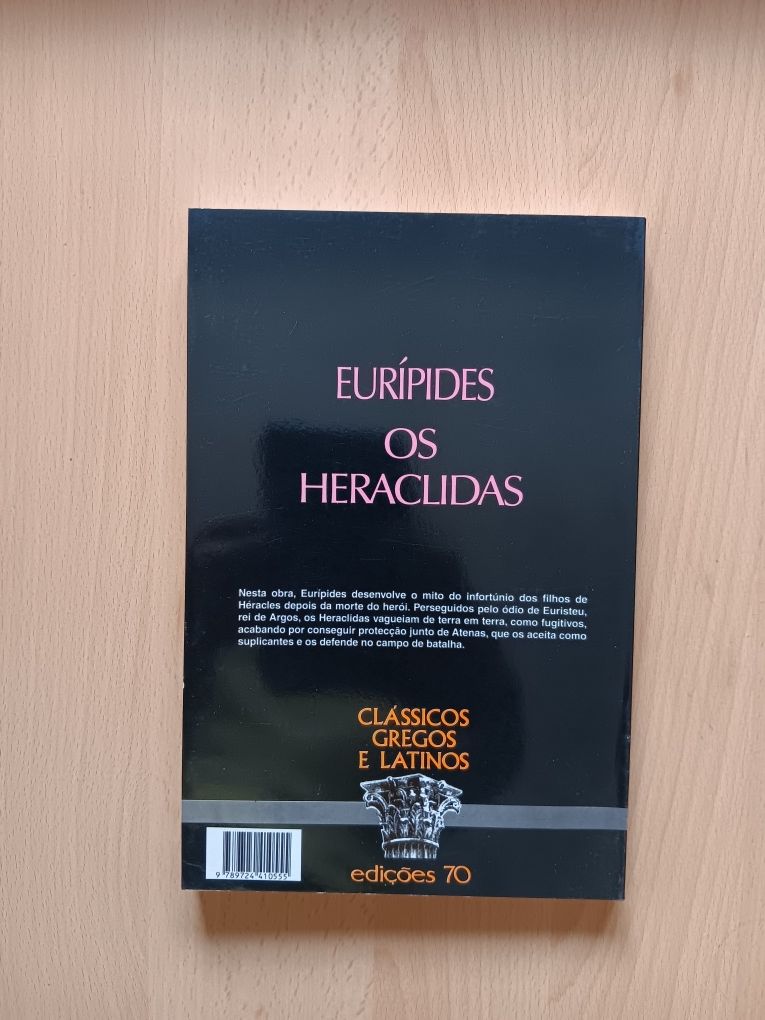 EURÍPIDES
OS
HERACLIDAS
Nesta obra, Eurípides desenvolve o mito do infortúnio dos filhos de
Héracles depois da morte do herói. Perseguidos pelo ódio de Euristeu,
rei de Argos, os Heraclidas vagueiam de terra em terra, como fugitivos,
acabando por conseguir protecção junto de Atenas, que os aceita como
suplicantes e os defende no campo de batalha.
CLÁSSICOS
GREGOS
E LATINOS
edições 70
9 789724 410555